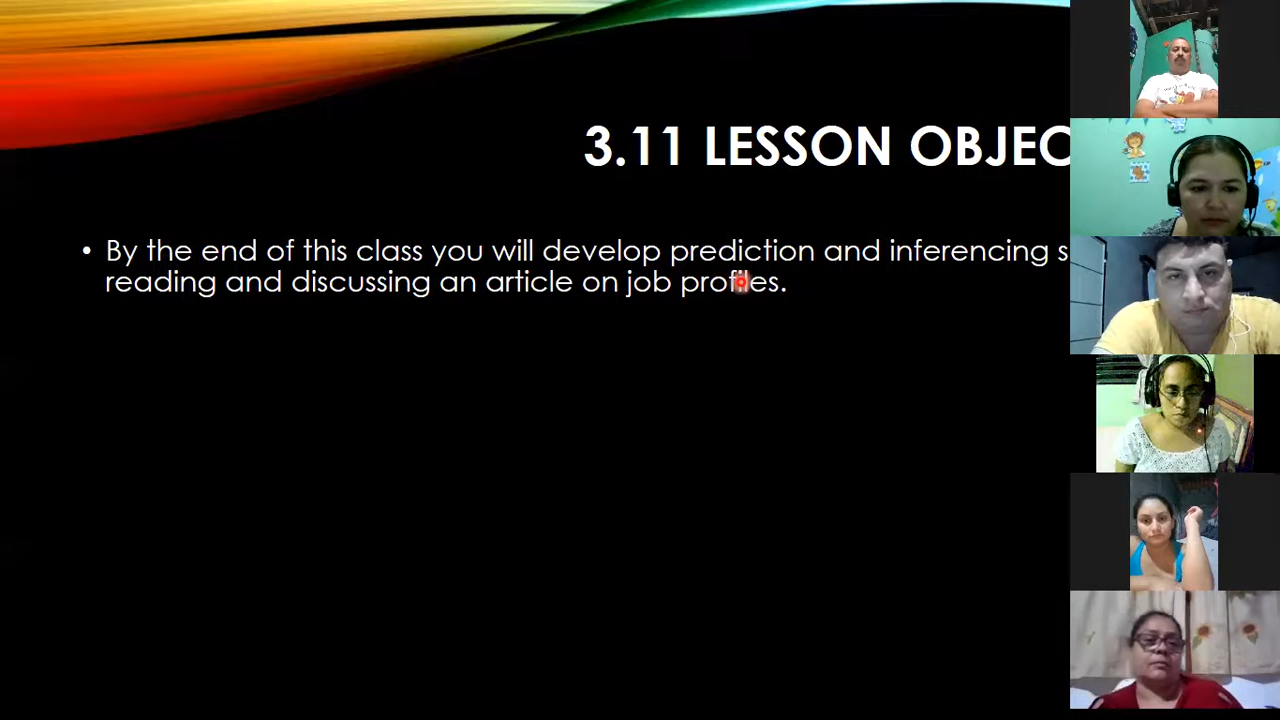 3.11 LESSON OBJEC
• By the end of this class you will develop prediction and inferencing s
reading and discussing an article on job profiles.